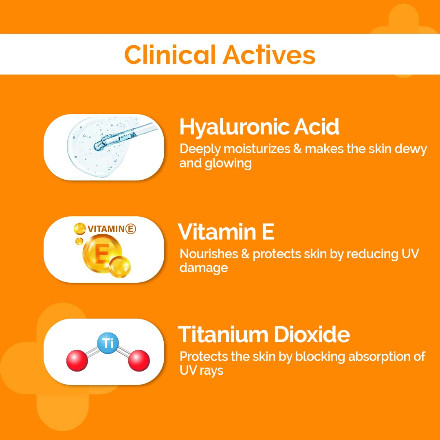 Clinical Actives
Hyaluronic Acid
Deeply moisturizes & makes the skin dewy
and glowing
VITAMIN E
E
Vitamin E
Nourishes & protects skin by reducing UV
damage
Ti
Titanium Dioxide
Protects the skin by blocking absorption of
UV rays